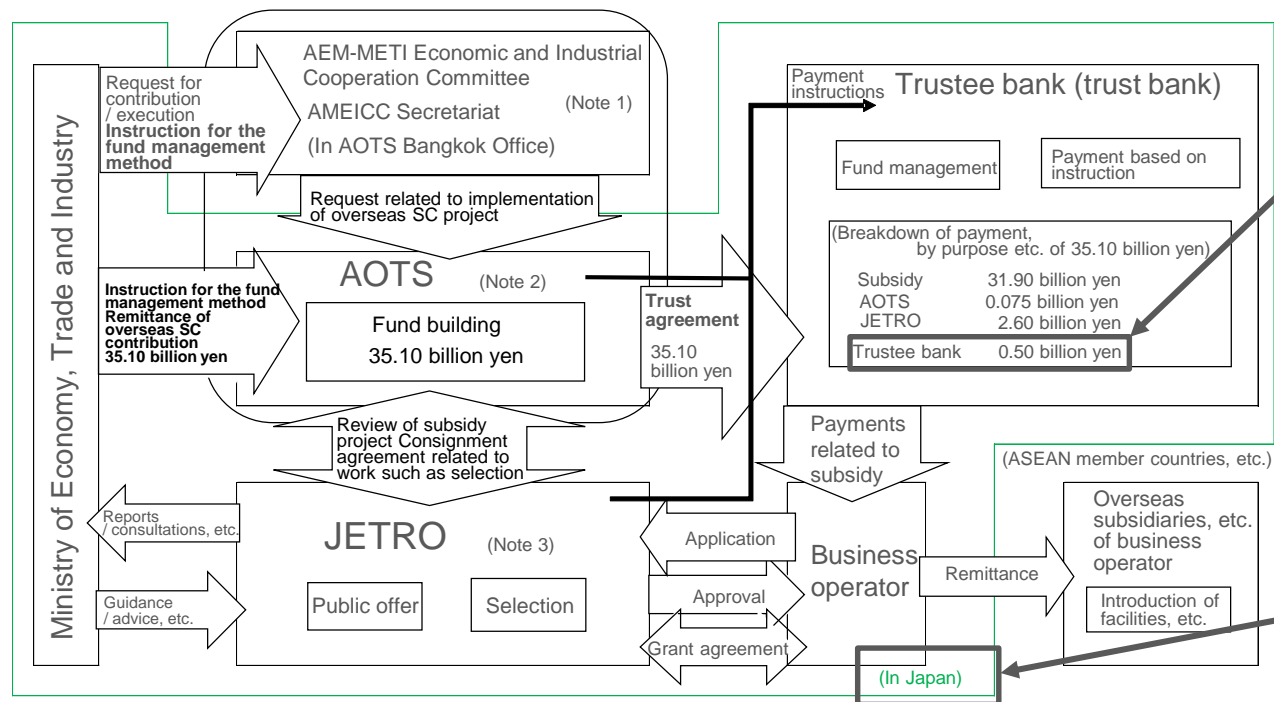 Ministry of Economy, Trade and Industry
Request for
contribution
/ execution
Instruction for the
fund management
method
AEM-METI Economic and Industrial
Cooperation Committee
AMEICC Secretariat
(Note 1)
(In AOTS Bangkok Office)
Request related to implementation
of overseas SC project
Instruction for the fund
management method
Remittance of
overseas SC
contribution
35.10 billion yen
AOTS
(Note 2)
Fund building
35.10 billion yen
Trust
agreement
35.10
billion yen
Payment
instructions
Trustee bank (trust bank)
Fund management
Payment based on
instruction
(Breakdown of payment,
by purpose etc. of 35.10 billion yen)
Subsidy 31.90 billion yen
AOTS 0.075 billion yen
JETRO 2.60 billion yen
Trustee bank 0.50 billion yen
Review of subsidy
project Consignment
agreement related to
work such as selection
Payments
related to
subsidy
Reports
/ consultations, etc.
Guidance
/ advice, etc.
JETRO
(Note 3)
Public offer
Selection
Application
Approval
Grant agreement
Business
operator
Remittance
(ASEAN member countries, etc.)
Overseas
subsidiaries, etc.
of business
operator
Introduction of
facilities, etc.
(In Japan)